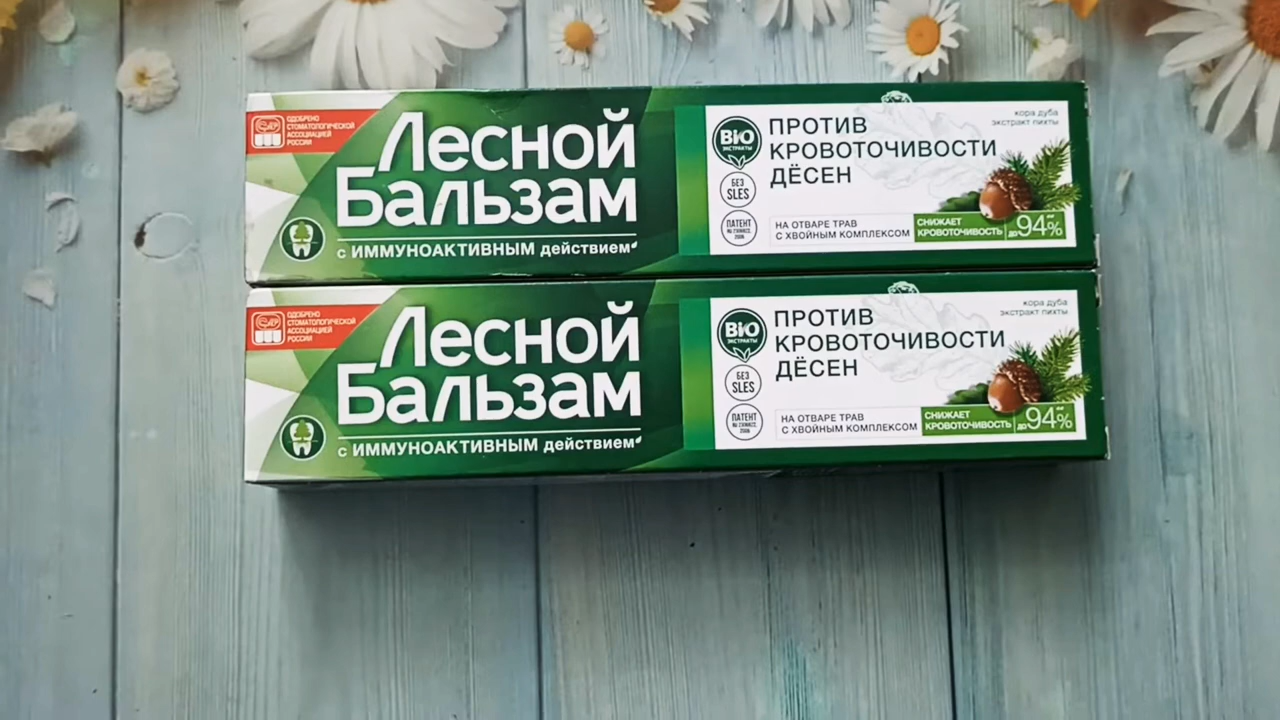 ОДОБРЕНО
СТОМАТОЛОГИЧЕСКОЙ
АССОЦИАЦИЕЙ
РОССИИ
Лесной
Бальзам
с ИММУНОАКТИВНЫМ действием
BIO
ЭКСТРАКТЫ
БЕЗ
SLES
ПАТЕНТ
ПРОТИВ
КРОВОТОЧИВОСТИ
ДЁСЕН
кора дуба
экстракт пихты
НА ОТВАРЕ ТРАВ
С ХВОЙНЫМ КОМПЛЕКСОМ
СНИЖАЕТ
КРОВОТОЧИВОСТЬ до 94%
ОДОБРЕНО
СТОМАТОЛОГИЧЕСКОЙ
АССОЦИАЦИЕЙ
РОССИИ
Лесной
Бальзам
с ИММУНОАКТИВНЫМ действием
BIO
ЭКСТРАКТЫ
БЕЗ
SLES
ПАТЕНТ
ПРОТИВ
КРОВОТОЧИВОСТИ
ДЁСЕН
кора дуба
экстракт пихты
НА ОТВАРЕ ТРАВ
С ХВОЙНЫМ КОМПЛЕКСОМ
СНИЖАЕТ
КРОВОТОЧИВОСТЬ до 94%